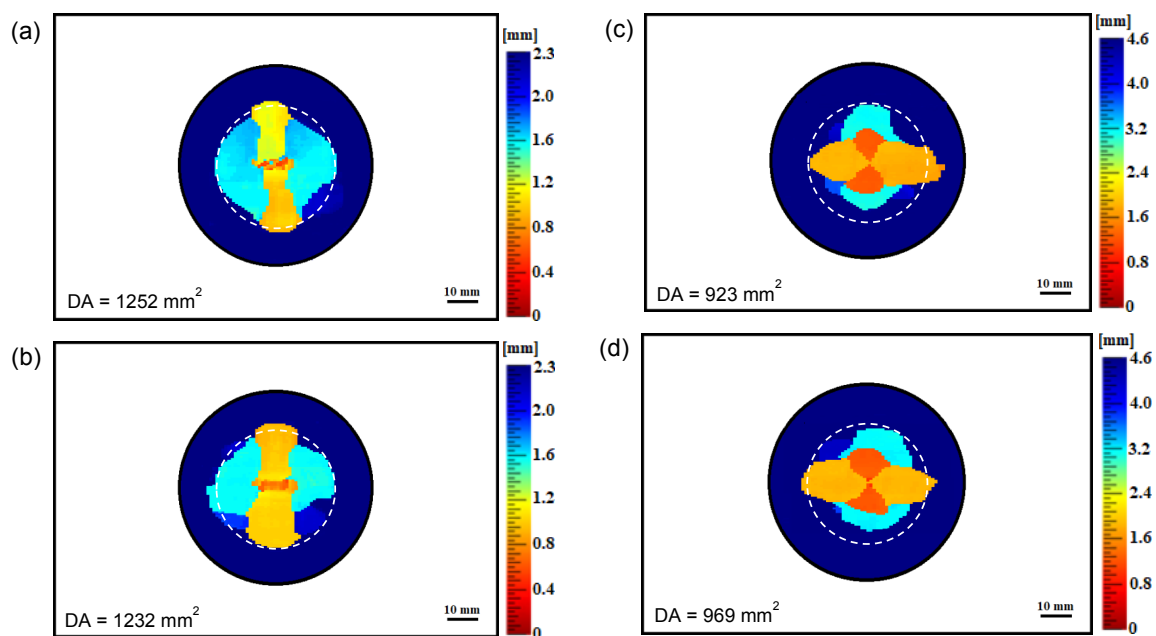 (a)
[mm]
2.3
2.0
1.6
1.2
0.8
0.4
0
DA = 1252 mm²
10 mm
(c)
[mm]
4.6
4.0
3.2
2.4
1.6
0.8
0
DA = 923 mm²
10 mm
(b)
[mm]
2.3
2.0
1.6
1.2
0.8
0.4
0
DA = 1232 mm²
10 mm
(d)
[mm]
4.6
4.0
3.2
2.4
1.6
0.8
0
DA = 969 mm²
10 mm